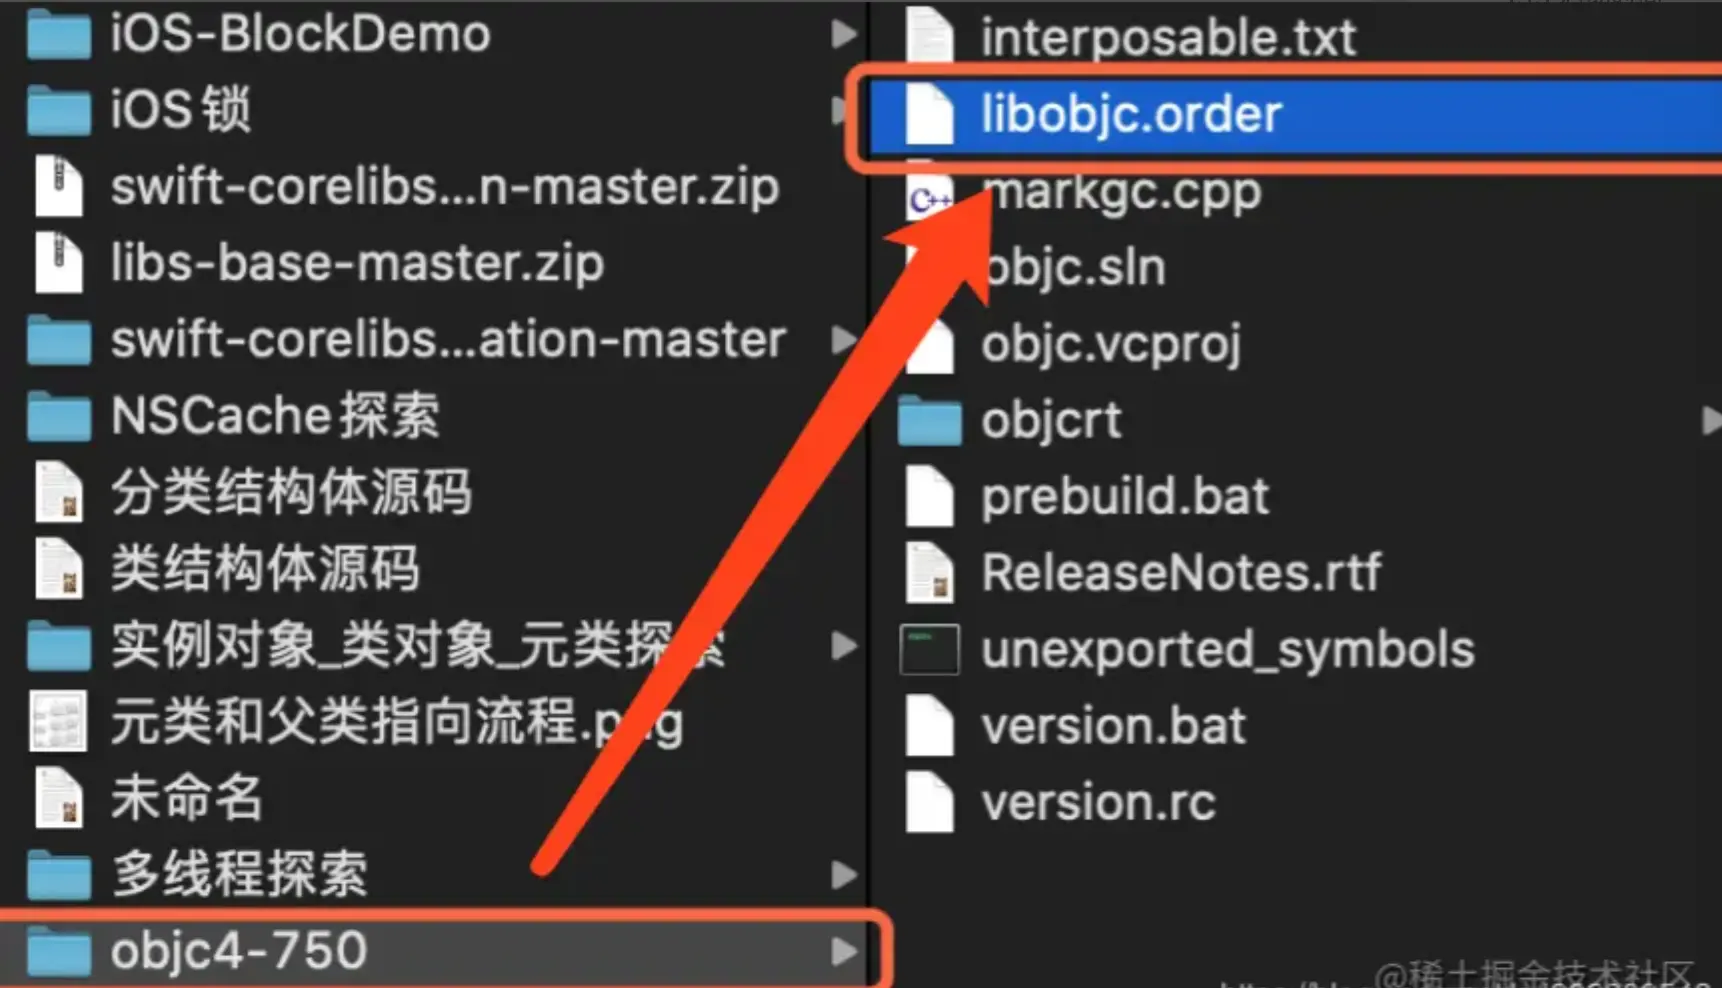 iOS-BlockDemo
iOS锁
swift-corelibs...n-master.zip
libs-base-master.zip
swift-corelibs...ation-master
NSCache探索
分类结构体源码
类结构体源码
实例对象_类对象_元类探索
元类和父类指向流程.png
未命名
多线程探索
objc4-750
interposable.txt
libobjc.order
markgc.cpp
C++
objc.sln
objc.vcproj
objcrt
prebuild.bat
ReleaseNotes.rtf
unexported_symbols
version.bat
version.rc
@稀土掘金技术社区